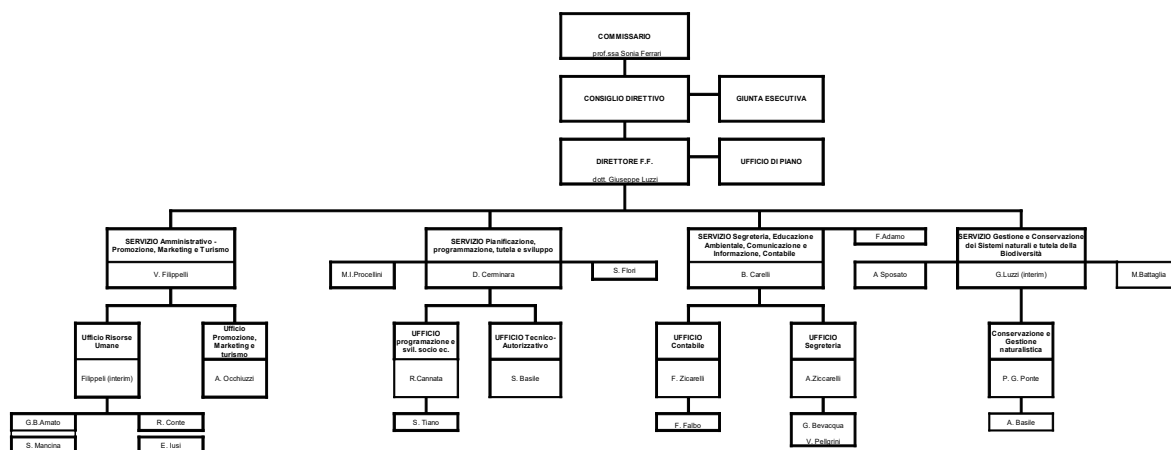 COMMISSARIO
prof.ssa Sonia Ferrari
CONSIGLIO DIRETTIVO
GIUNTA ESECUTIVA
DIRETTORE F.F.
dott. Giuseppe Luzzi
UFFICIO DI PIANO
SERVIZIO Amministrativo -
Promozione, Marketing e Turismo
V. Filippelli
SERVIZIO Pianificazione,
programmazione, tutela e sviluppo
D. Cerminara
M.I.Procellini
S. Flori
SERVIZIO Segreteria, Educazione
Ambientale, Comunicazione e
Informazione, Contabile
B. Carelli
F.Adamo
SERVIZIO Gestione e Conservazione
dei Sistemi naturali e tutela della
Biodiversità
G.Luzzi (interim)
A Sposato
M.Battaglia
Ufficio Risorse
Umane
Filippeli (interim)
Ufficio
Promozione,
Marketing e
turismo
A. Occhiuzzi
UFFICIO
programazione e
svil. socio ec.
R.Cannata
UFFICIO Tecnico-
Autorizzativo
S. Basile
UFFICIO
Contabile
F. Zicarelli
UFFICIO
Segreteria
A.Ziccarelli
Conservazione e
Gestione
naturalistica
P. G. Ponte
G.B.Amato
R. Conte
S. Mancina
E. Iusi
S. Tiano
F. Falbo
G. Bevacqua
V. Pellgrini
A. Basile